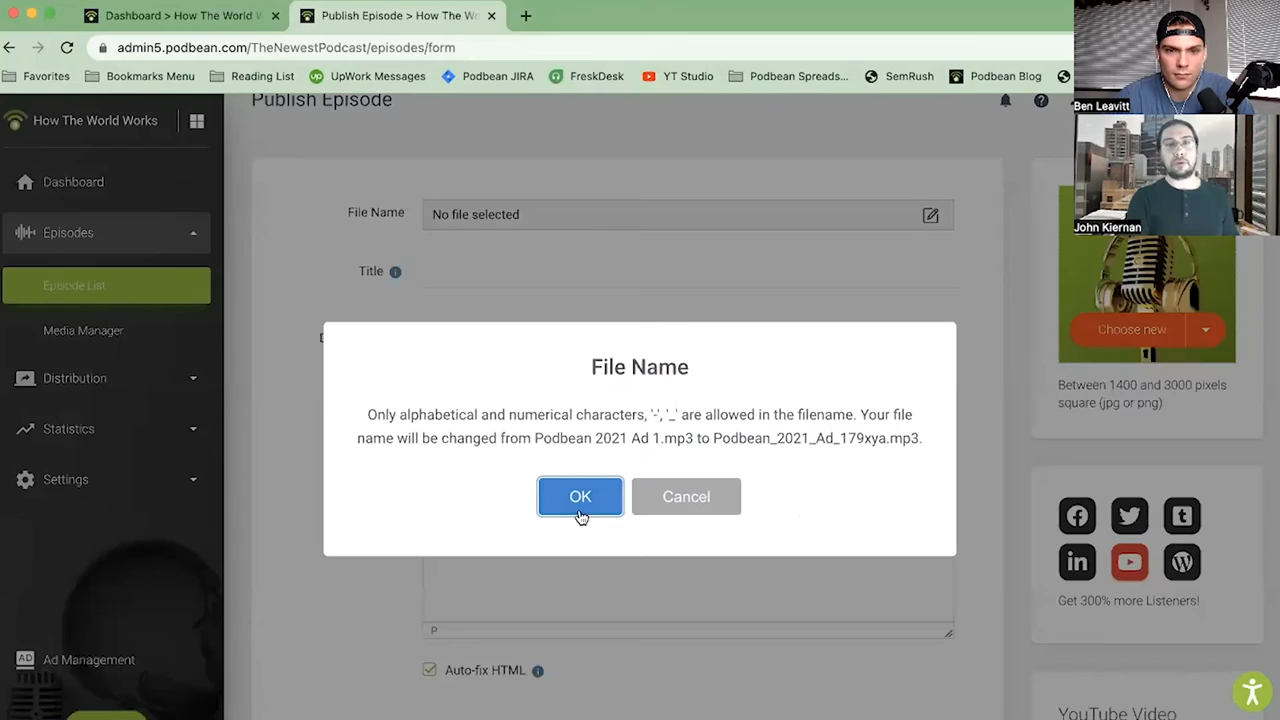 Dashboard > How The World W
Publish Episode > How The Wo
admin5.podbean.com/TheNewestPodcast/episodes/form
Favorites
Bookmarks Menu
Reading List
UpWork Messages
Podbean JIRA
FreskDesk
YT Studio
Podbean Spreads...
SemRush
Podbean Blog
Ben Leavitt
John Kiernan
How The World Works
Publish Episode
Dashboard
Episodes
Episode List
Media Manager
Distribution
Statistics
Settings
AD
Ad Management
File Name
No file selected
Title
File Name
Only alphabetical and numerical characters, '-', '_' are allowed in the filename. Your file
name will be changed from Podbean 2021 Ad 1.mp3 to Podbean_2021_Ad_179xya.mp3.
OK
Cancel
P
Auto-fix HTML
Choose new
Between 1400 and 3000 pixels
square (jpg or png)
Get 300% more Listeners!
YouTube Video